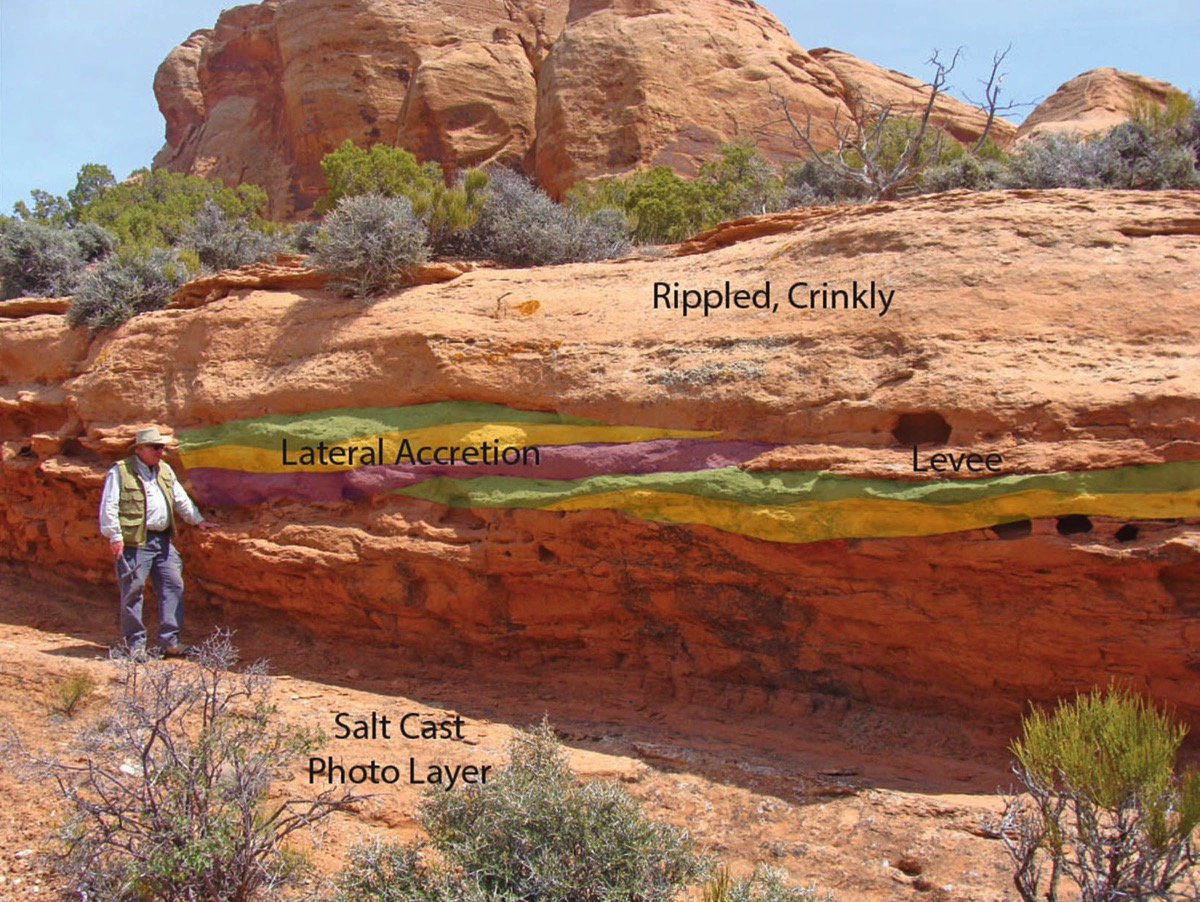 Rippled, Crinkly
Lateral Accretion
Levee
Salt Cast
Photo Layer